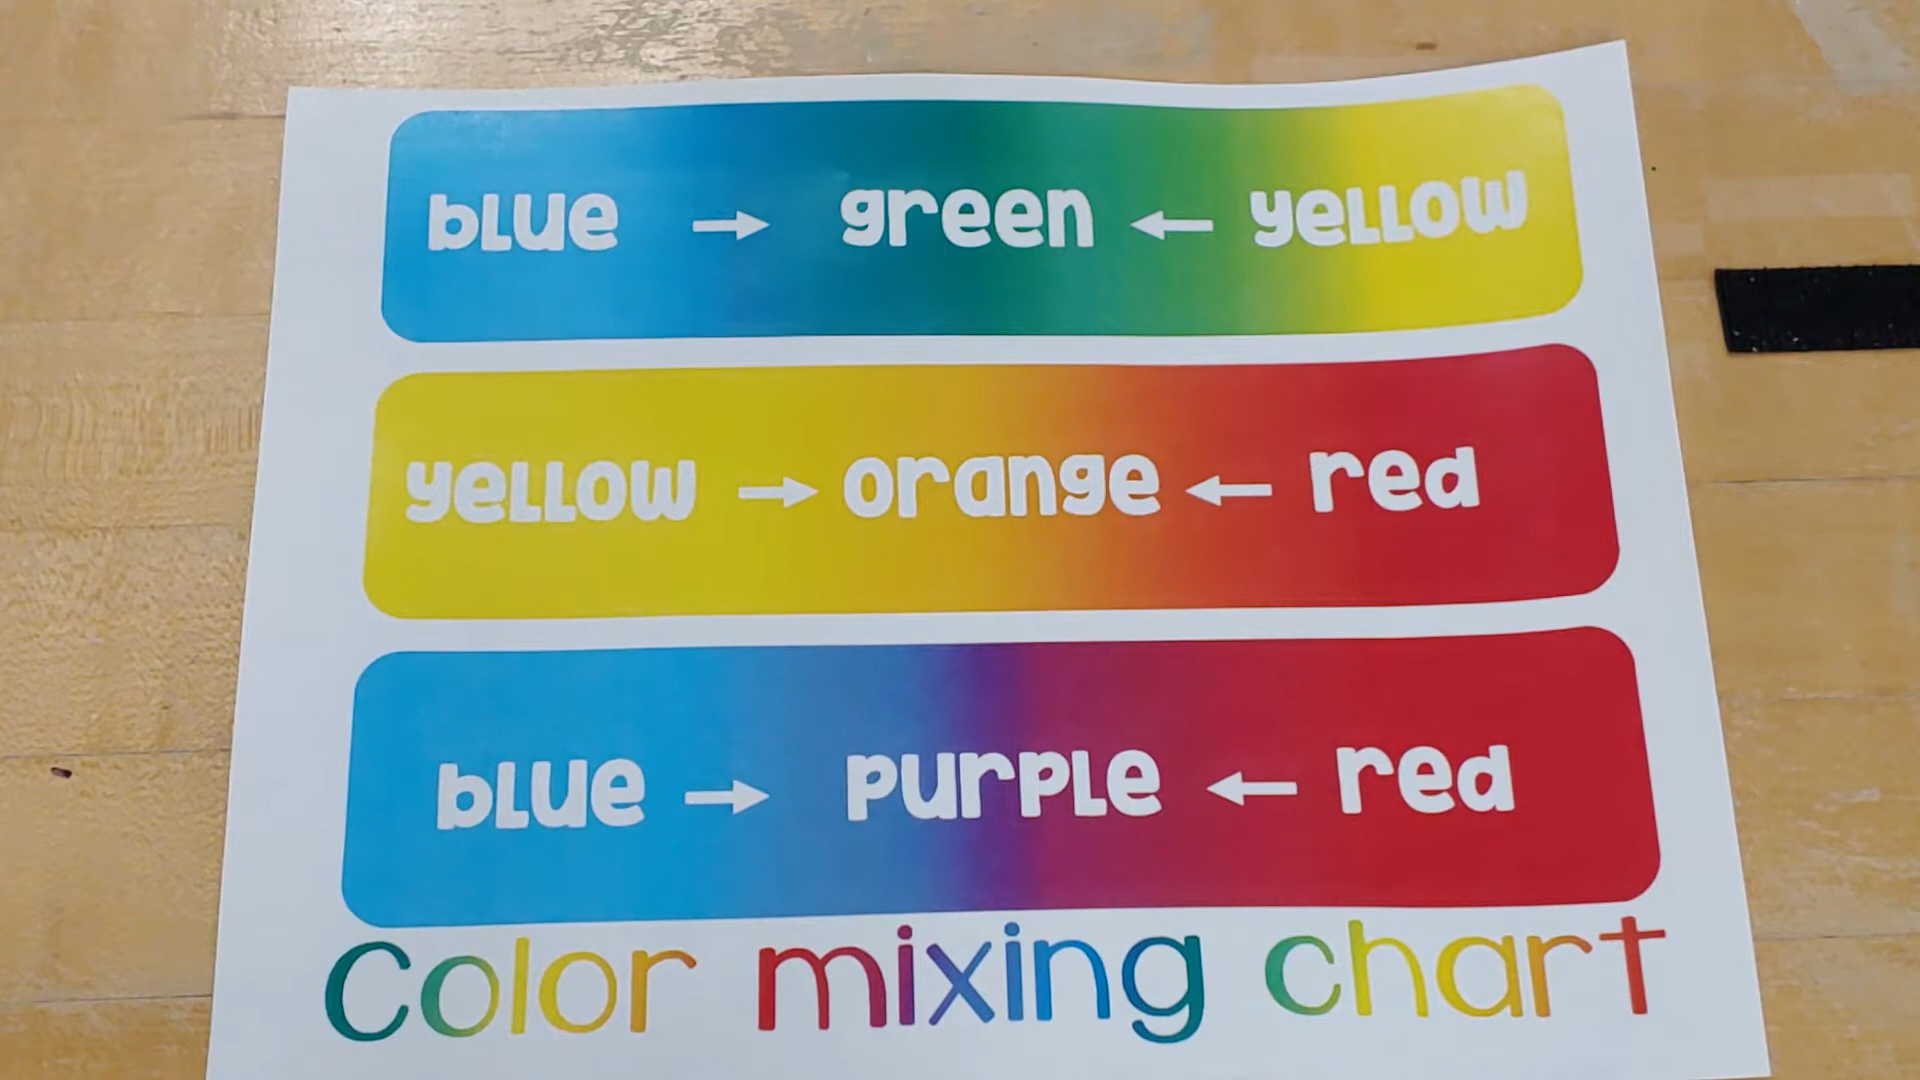 blue → green ← yellow
yellow → orange ← red
blue → purple ← red
Color mixing chart